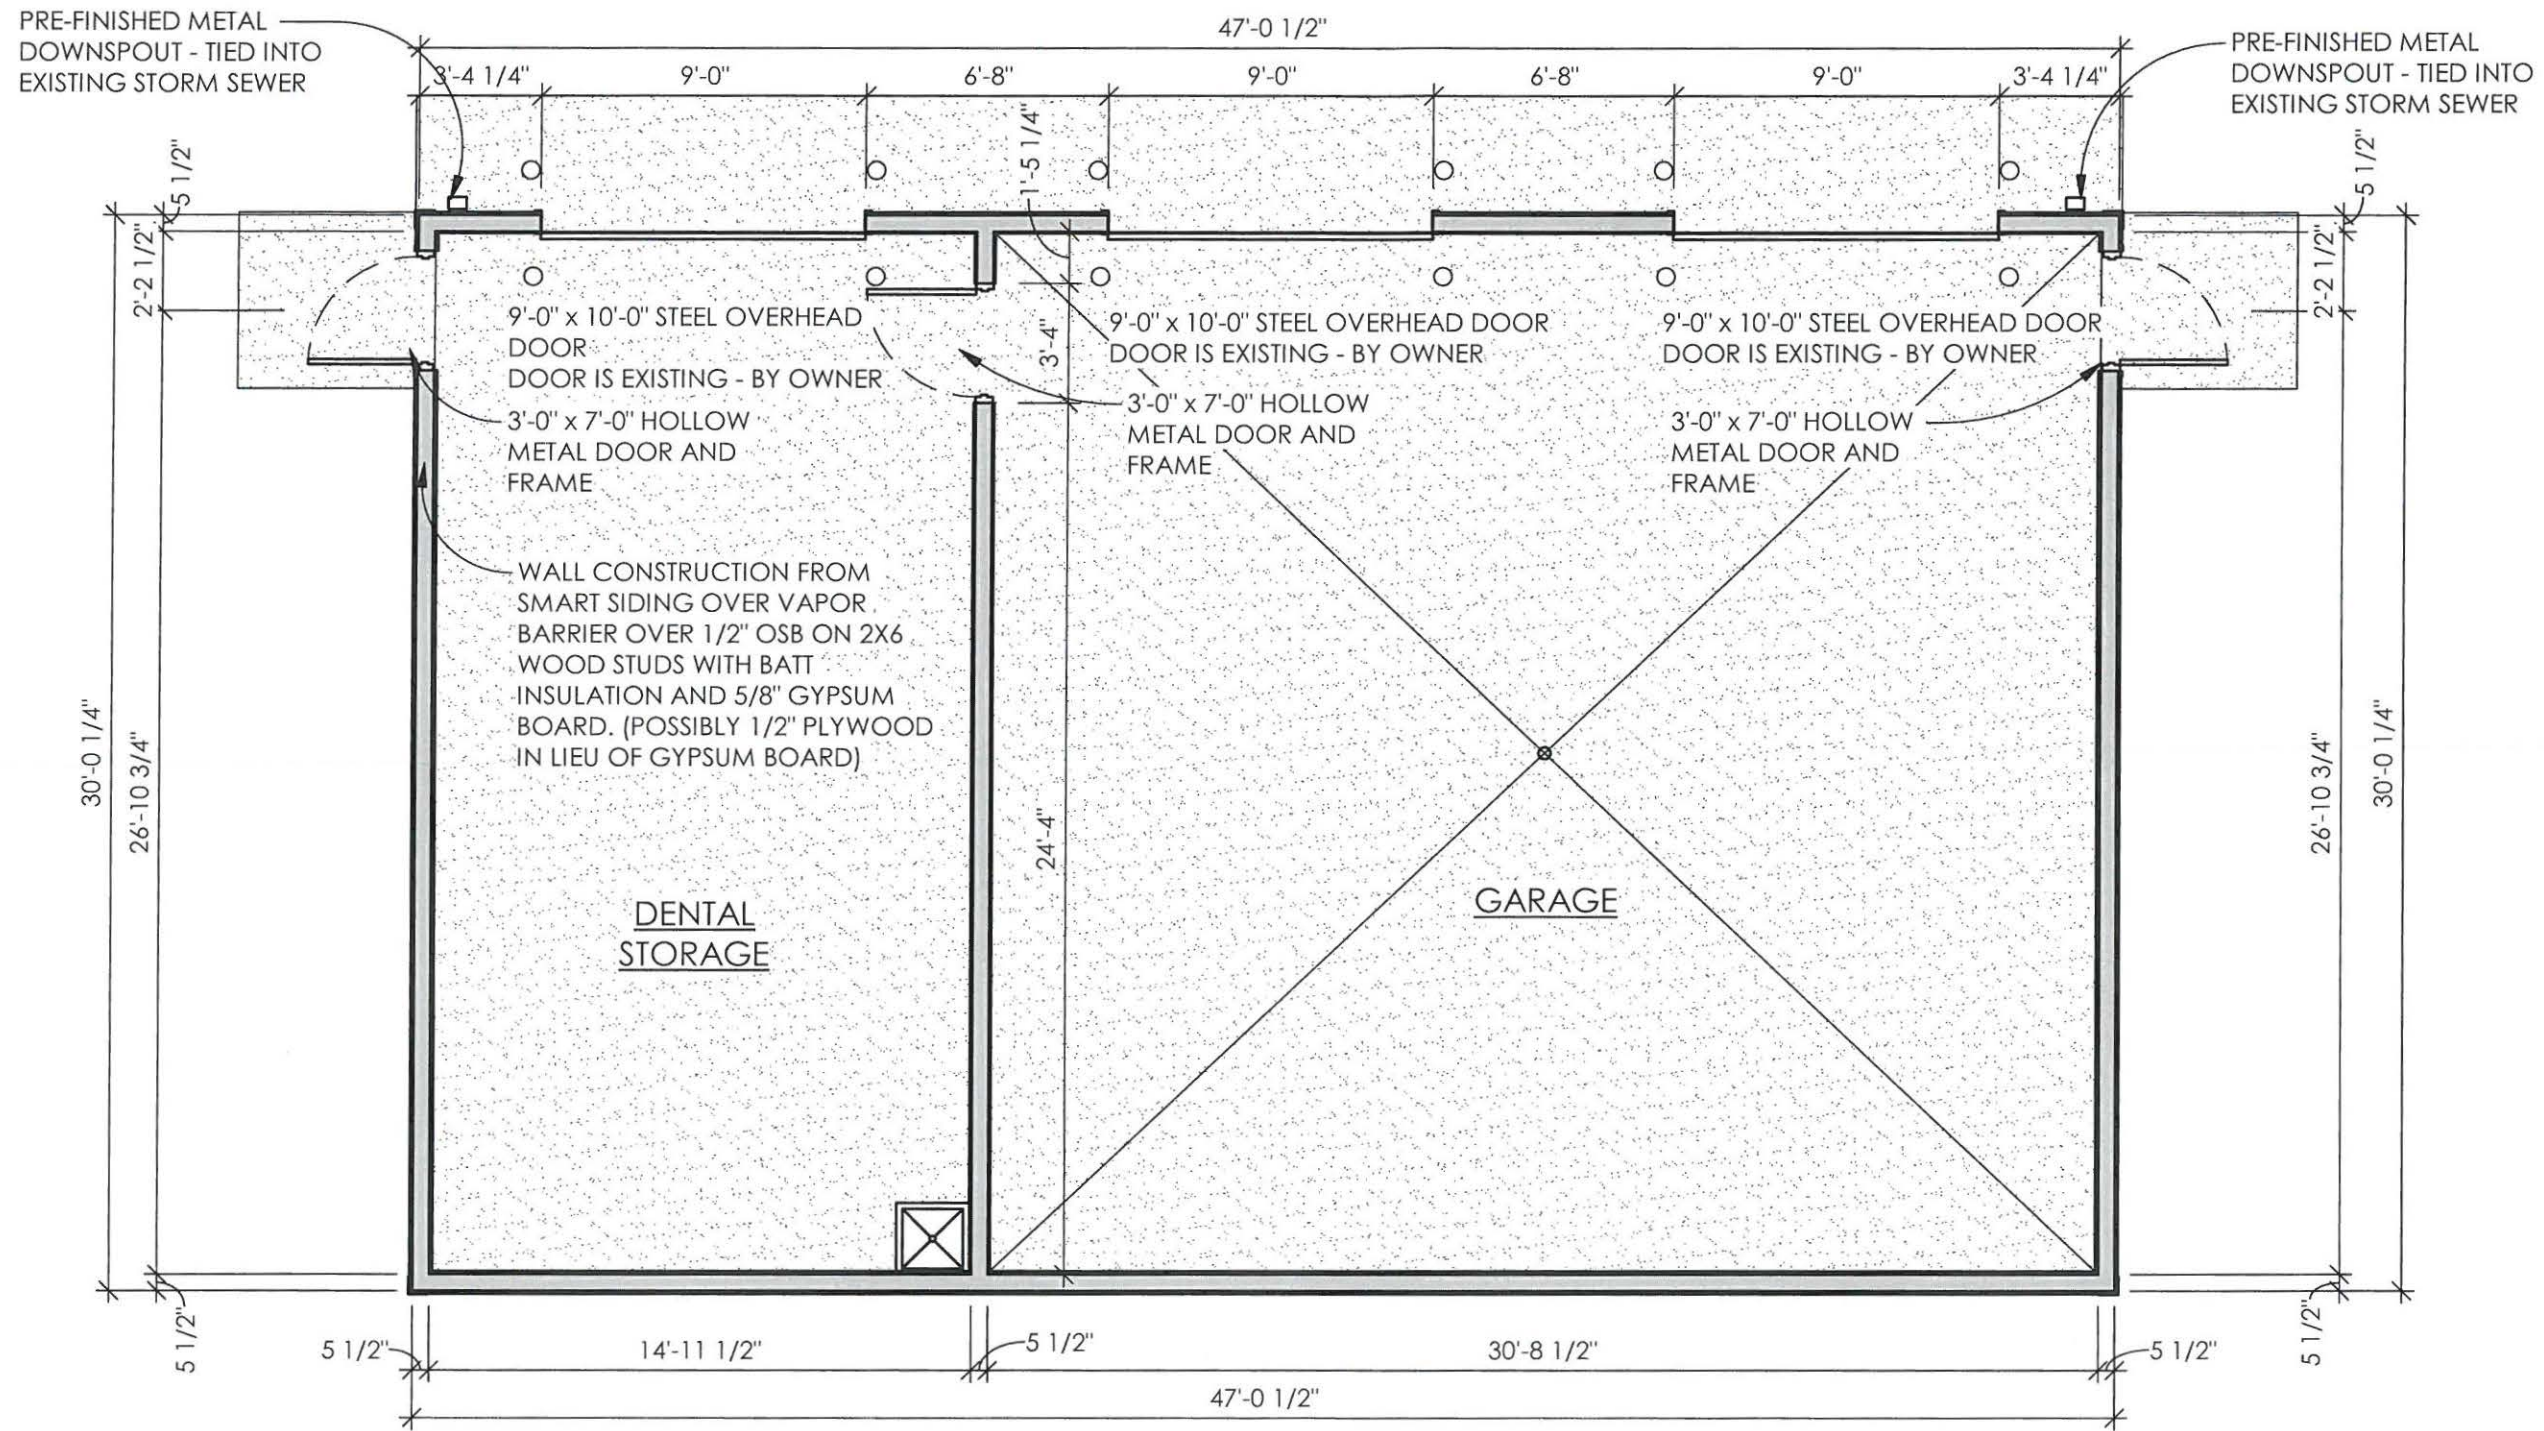 PRE-FINISHED METAL
DOWNSPOUT - TIED INTO
EXISTING STORM SEWER
47'-0 1/2"
PRE-FINISHED METAL
DOWNSPOUT - TIED INTO
EXISTING STORM SEWER
3'-4 1/4"
9'-0"
6'-8"
9'-0"
6'-8"
9'-0"
3'-4 1/4"
5 1/2"
1'-5 1/4"
5 1/2"
2'-2 1/2"
2'-2 1/2"
9'-0" x 10'-0" STEEL OVERHEAD
DOOR
DOOR IS EXISTING - BY OWNER
3'-4"
9'-0" x 10'-0" STEEL OVERHEAD DOOR
DOOR IS EXISTING - BY OWNER
9'-0" x 10'-0" STEEL OVERHEAD DOOR
DOOR IS EXISTING - BY OWNER
3'-0" x 7'-0" HOLLOW
METAL DOOR AND
FRAME
3'-0" x 7'-0" HOLLOW
METAL DOOR AND
FRAME
3'-0" x 7'-0" HOLLOW
METAL DOOR AND
FRAME
WALL CONSTRUCTION FROM
SMART SIDING OVER VAPOR
BARRIER OVER 1/2" OSB ON 2X6
WOOD STUDS WITH BATT
INSULATION AND 5/8" GYPSUM
BOARD. (POSSIBLY 1/2" PLYWOOD
IN LIEU OF GYPSUM BOARD)
30'-0 1/4"
26'-10 3/4"
24'-4"
26'-10 3/4"
30'-0 1/4"
DENTAL
STORAGE
GARAGE
5 1/2"
5 1/2"
5 1/2"
14'-11 1/2"
5 1/2"
30'-8 1/2"
5 1/2"
47'-0 1/2"